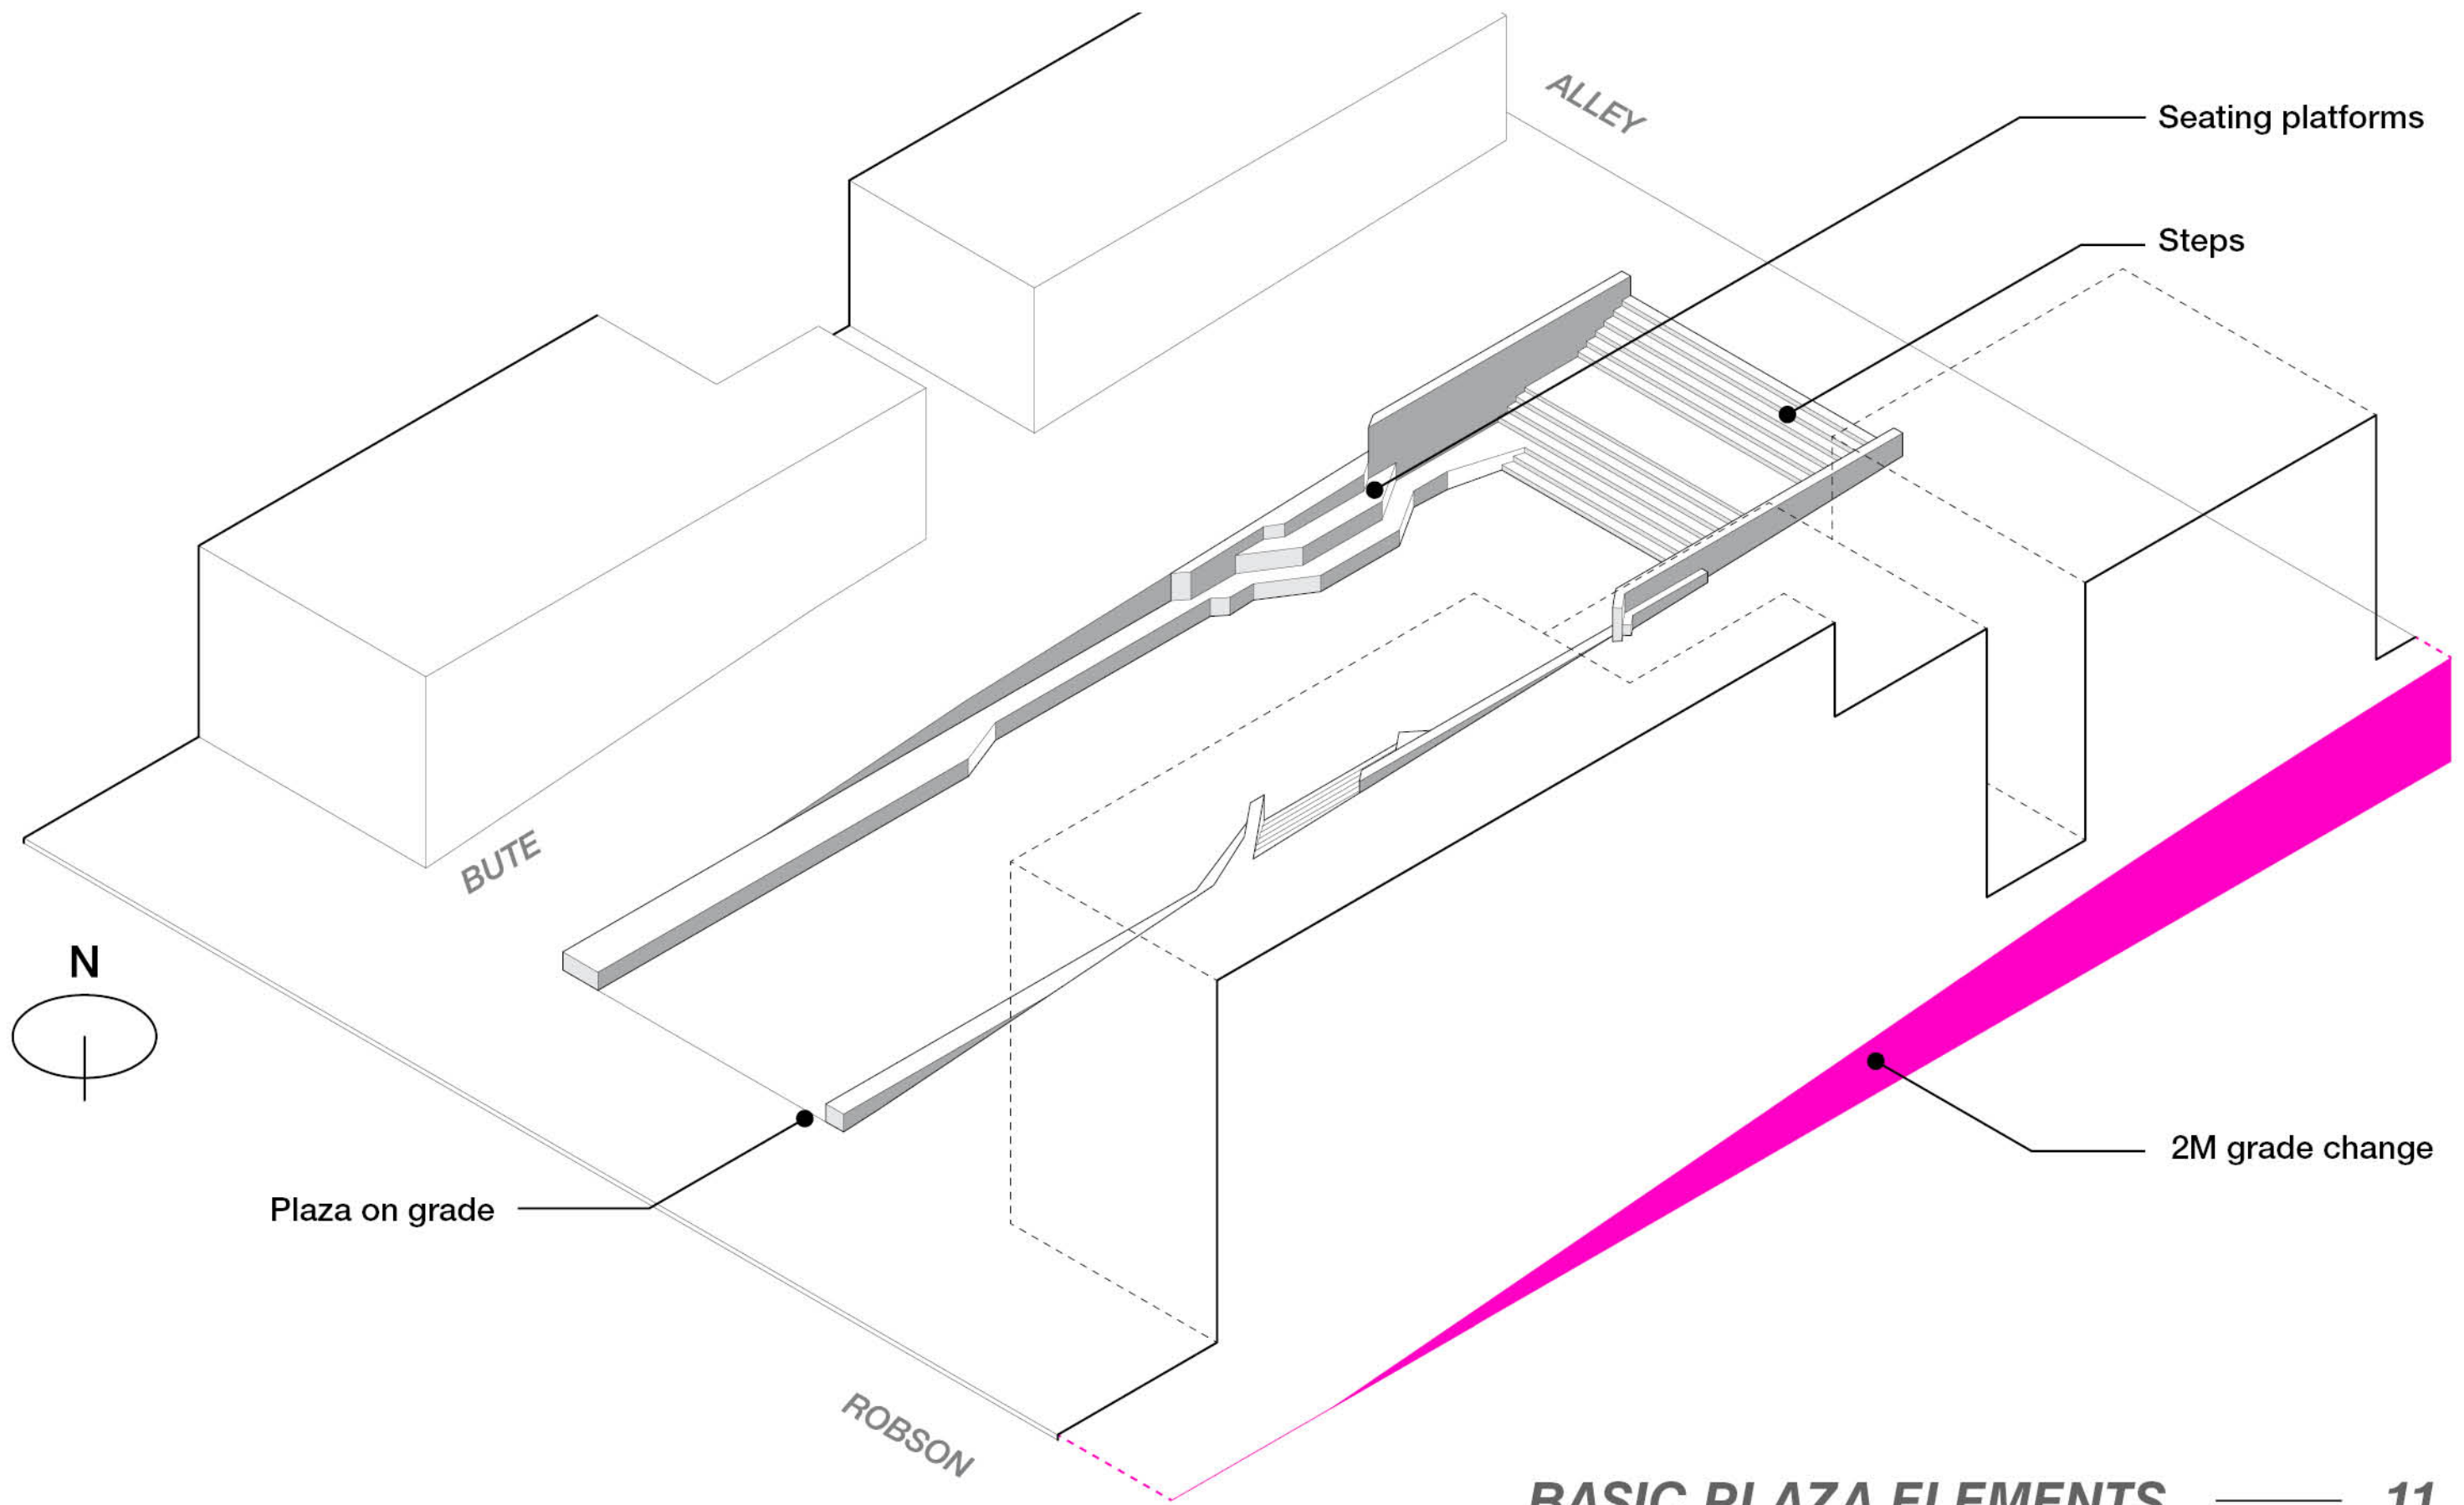 ALLEY
Seating platforms
Steps
BUTE
N
2M grade change
Plaza on grade
ROBSON
BASIC PLAZA ELEMENTS 11